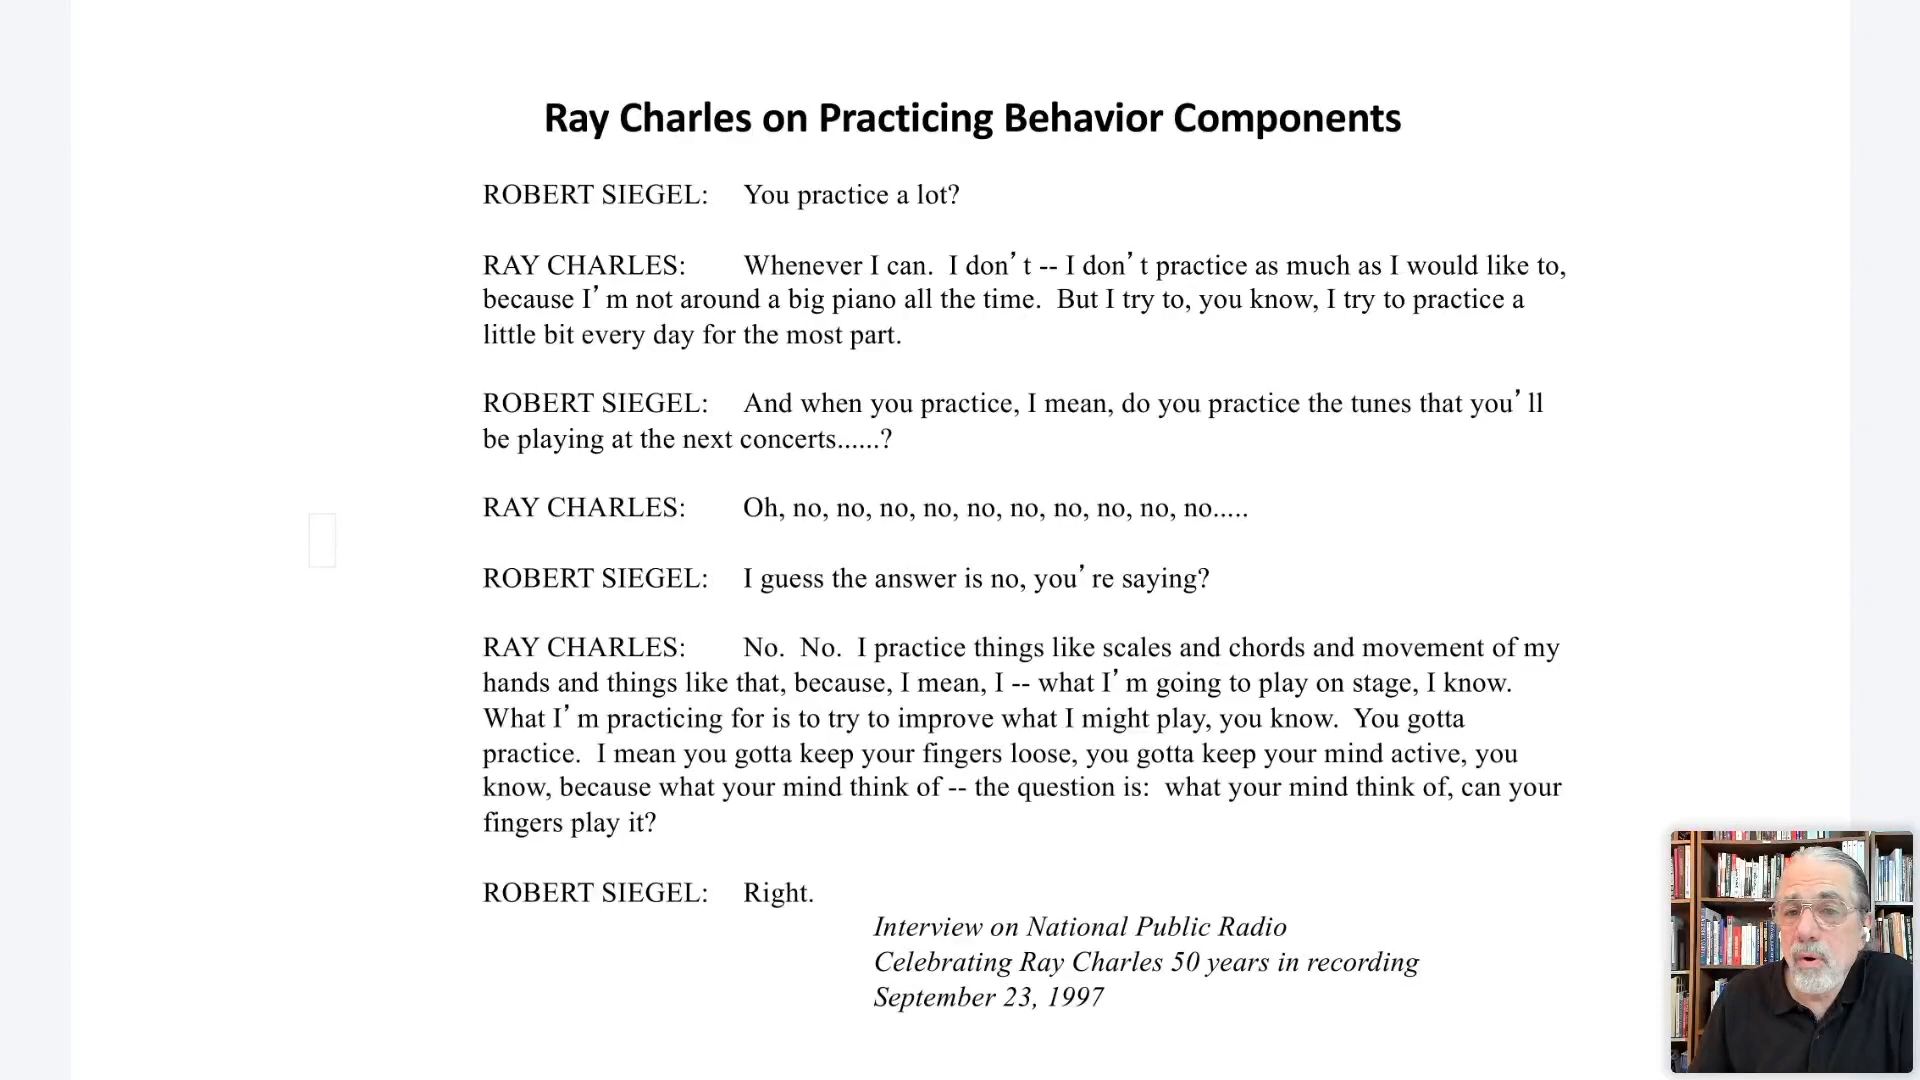 Ray Charles on Practicing Behavior Components
ROBERT SIEGEL: You practice a lot?
RAY CHARLES: Whenever I can. I don’t -- I don’t practice as much as I would like to,
because I’m not around a big piano all the time. But I try to, you know, I try to practice a
little bit every day for the most part.
ROBERT SIEGEL: And when you practice, I mean, do you practice the tunes that you’ll
be playing at the next concerts......?
RAY CHARLES: Oh, no, no, no, no, no, no, no, no, no, no.....
ROBERT SIEGEL: I guess the answer is no, you’re saying?
RAY CHARLES: No. No. I practice things like scales and chords and movement of my
hands and things like that, because, I mean, I -- what I’m going to play on stage, I know.
What I’m practicing for is to try to improve what I might play, you know. You gotta
practice. I mean you gotta keep your fingers loose, you gotta keep your mind active, you
know, because what your mind think of -- the question is: what your mind think of, can your
fingers play it?
ROBERT SIEGEL: Right.
Interview on National Public Radio
Celebrating Ray Charles 50 years in recording
September 23, 1997